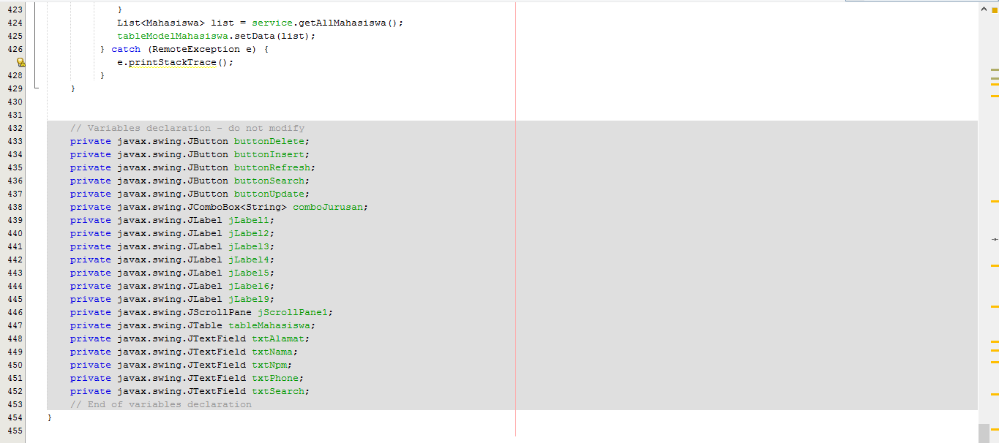 423 }
424 List<Mahasiswa> list = service.getAllMahasiswa();
425 tableModelMahasiswa.setData(list);
426 } catch (RemoteException e) {
e.printStackTrace();
428 }
429 }
430
431
432 // Variables declaration - do not modify
433 private javax.swing.JButton buttonDelete;
434 private javax.swing.JButton buttonInsert;
435 private javax.swing.JButton buttonRefresh;
436 private javax.swing.JButton buttonSearch;
437 private javax.swing.JButton buttonUpdate;
438 private javax.swing.JComboBox<String> comboJurusan;
439 private javax.swing.JLabel jLabel1;
440 private javax.swing.JLabel jLabel2;
441 private javax.swing.JLabel jLabel3;
442 private javax.swing.JLabel jLabel4;
443 private javax.swing.JLabel jLabel5;
444 private javax.swing.JLabel jLabel6;
445 private javax.swing.JLabel jLabel9;
446 private javax.swing.JScrollPane jScrollPane1;
447 private javax.swing.JTable tableMahasiswa;
448 private javax.swing.JTextField txtAlamat;
449 private javax.swing.JTextField txtNama;
450 private javax.swing.JTextField txtNpm;
451 private javax.swing.JTextField txtPhone;
452 private javax.swing.JTextField txtSearch;
453 // End of variables declaration
454 }
455